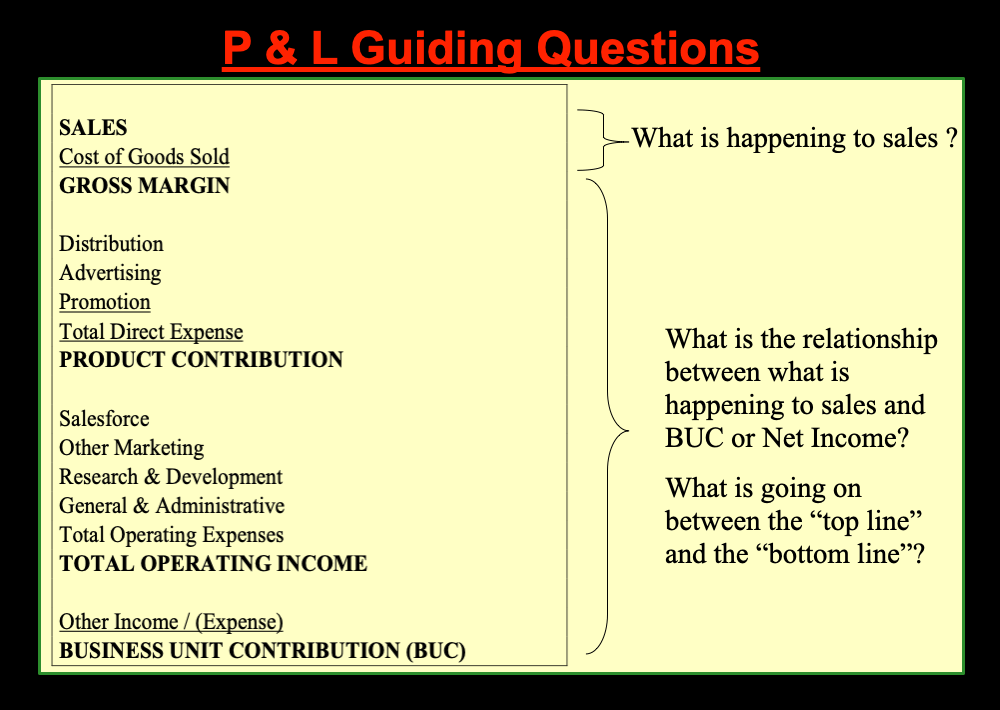 P & L Guiding Questions
SALES
Cost of Goods Sold
GROSS MARGIN
Distribution
Advertising
Promotion
Total Direct Expense
PRODUCT CONTRIBUTION
Salesforce
Other Marketing
Research & Development
General & Administrative
Total Operating Expenses
TOTAL OPERATING INCOME
Other Income / (Expense)
BUSINESS UNIT CONTRIBUTION (BUC)
What is happening to sales ?
What is the relationship
between what is
happening to sales and
BUC or Net Income?
What is going on
between the “top line”
and the “bottom line”?